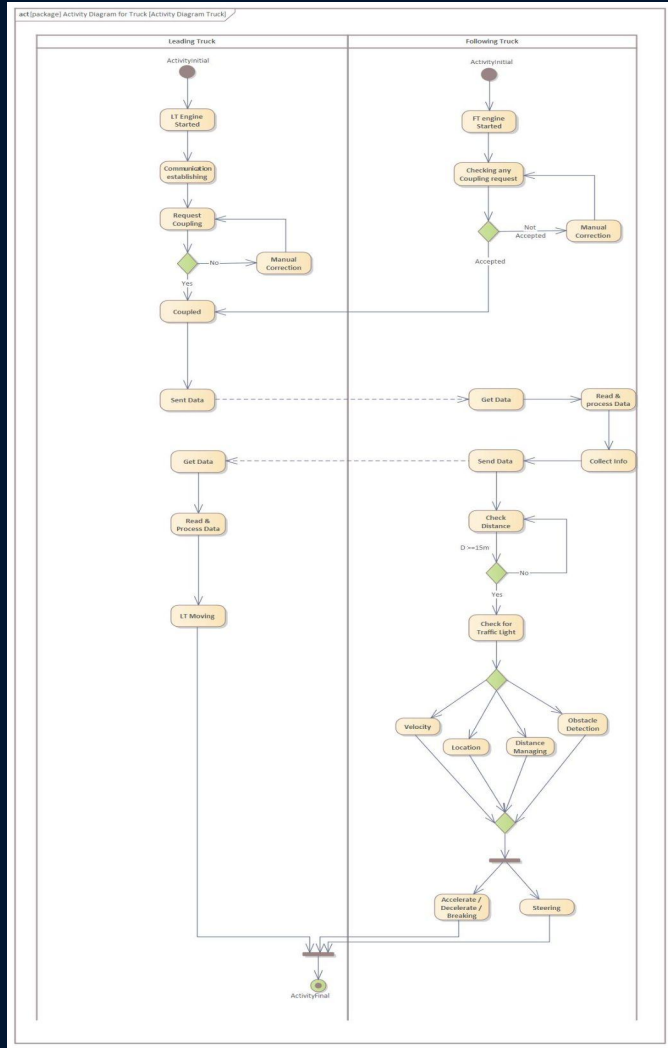 act [package] Activity Diagram for Truck [Activity Diagram Truck]
Leading Truck
Following Truck
ActivityInitial
ActivityInitial
LT Engine
Started
FT engine
Started
Communication
establishing
Checking any
Coupling request
Request
Coupling
Not
Accepted
Manual
Correction
No
Manual
Correction
Accepted
Yes
Coupled
Sent Data
Get Data
Read &
process Data
Get Data
Send Data
Collect Info
Read &
Process Data
Check
Distance
D >=15m
No
Yes
LT Moving
Check for
Traffic Light
Velocity
Location
Distance
Managing
Obstacle
Detection
Accelerate /
Decelerate /
Breaking
Steering
ActivityFinal